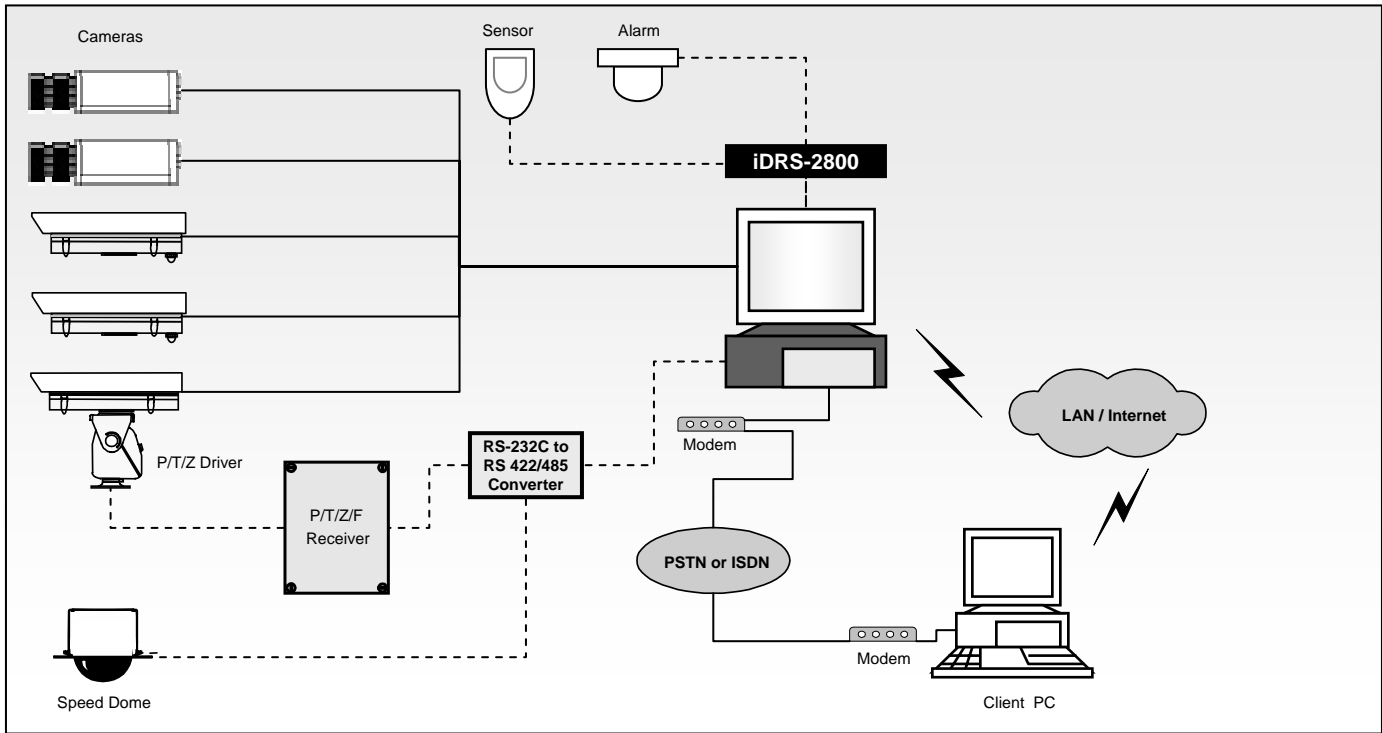 Cameras
Sensor
Alarm
iDRS-2800
LAN / Internet
Modem
P/T/Z Driver
RS-232C to
RS 422/485
Converter
P/T/Z/F
Receiver
PSTN or ISDN
Modem
Speed Dome
Client PC